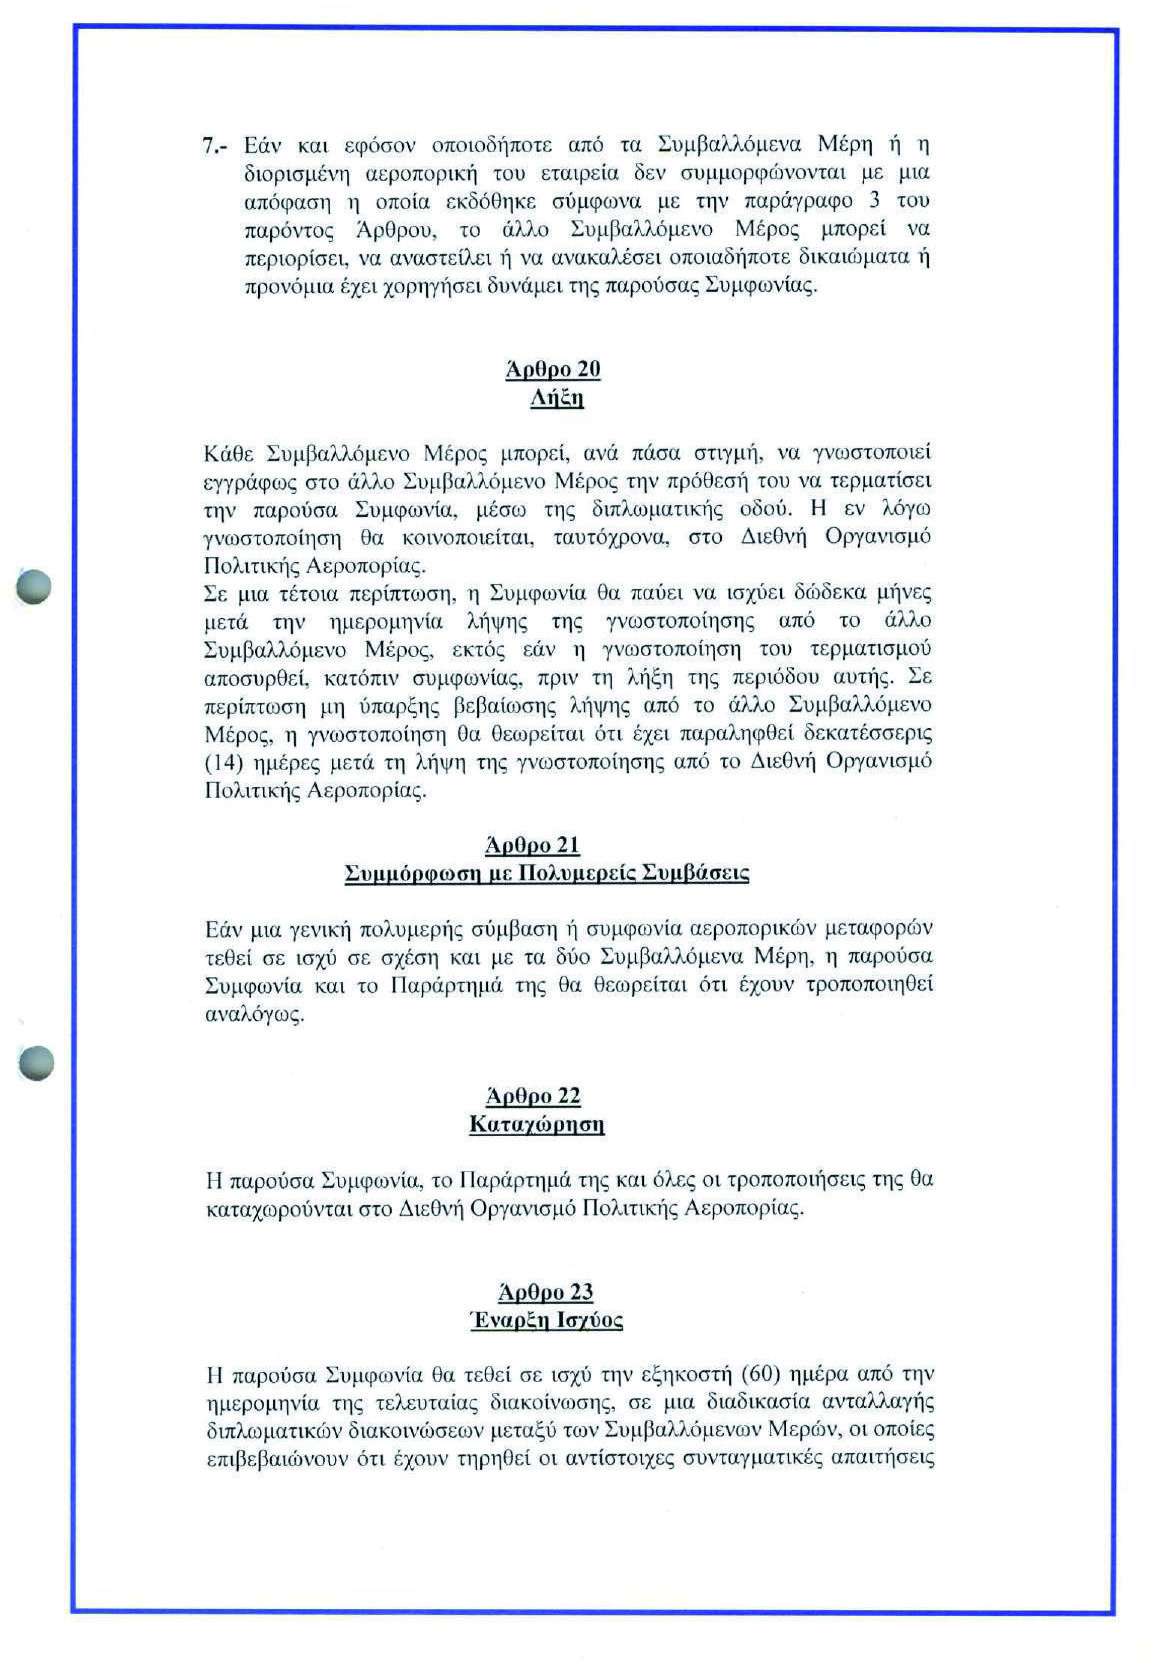 7.- Εάν και εφόσον οποιοδήποτε από τα Συμβαλλόμενα Μέρη ή η
διορισμένη αεροπορική του εταιρεία δεν συμμορφώνονται με μια
απόφαση η οποία εκδόθηκε σύμφωνα με την παράγραφο 3 του
παρόντος Άρθρου, το άλλο Συμβαλλόμενο Μέρος μπορεί να
περιορίσει, να αναστείλει ή να ανακαλέσει οποιαδήποτε δικαιώματα ή
προνόμια έχει χορηγήσει δυνάμει της παρούσας Συμφωνίας.
Άρθρο 20
Λήξη
Κάθε Συμβαλλόμενο Μέρος μπορεί, ανά πάσα στιγμή, να γνωστοποιεί
εγγράφως στο άλλο Συμβαλλόμενο Μέρος την πρόθεσή του να τερματίσει
την παρούσα Συμφωνία, μέσω της διπλωματικής οδού. Η εν λόγω
γνωστοποίηση θα κοινοποιείται, ταυτόχρονα, στο Διεθνή Οργανισμό
Πολιτικής Αεροπορίας.
Σε μια τέτοια περίπτωση, η Συμφωνία θα παύει να ισχύει δώδεκα μήνες
μετά την ημερομηνία λήψης της γνωστοποίησης από το άλλο
Συμβαλλόμενο Μέρος, εκτός εάν η γνωστοποίηση του τερματισμού
αποσυρθεί, κατόπιν συμφωνίας, πριν τη λήξη της περιόδου αυτής. Σε
περίπτωση μη ύπαρξης βεβαίωσης λήψης από το άλλο Συμβαλλόμενο
Μέρος, η γνωστοποίηση θα θεωρείται ότι έχει παραληφθεί δεκατέσσερις
(14) ημέρες μετά τη λήψη της γνωστοποίησης από το Διεθνή Οργανισμό
Πολιτικής Αεροπορίας.
Άρθρο 21
Συμμόρφωση με Πολυμερείς Συμβάσεις
Εάν μια γενική πολυμερής σύμβαση ή συμφωνία αεροπορικών μεταφορών
τεθεί σε ισχύ σε σχέση και με τα δύο Συμβαλλόμενα Μέρη, η παρούσα
Συμφωνία και το Παράρτημά της θα θεωρείται ότι έχουν τροποποιηθεί
αναλόγως.
Άρθρο 22
Καταχώρηση
Η παρούσα Συμφωνία, το Παράρτημά της και όλες οι τροποποιήσεις της θα
καταχωρούνται στο Διεθνή Οργανισμό Πολιτικής Αεροπορίας.
Άρθρο 23
Έναρξη Ισχύος
Η παρούσα Συμφωνία θα τεθεί σε ισχύ την εξηκοστή (60) ημέρα από την
ημερομηνία της τελευταίας διακοίνωσης, σε μια διαδικασία ανταλλαγής
διπλωματικών διακοινώσεων μεταξύ των Συμβαλλόμενων Μερών, οι οποίες
επιβεβαιώνουν ότι έχουν τηρηθεί οι αντίστοιχες συνταγματικές απαιτήσεις